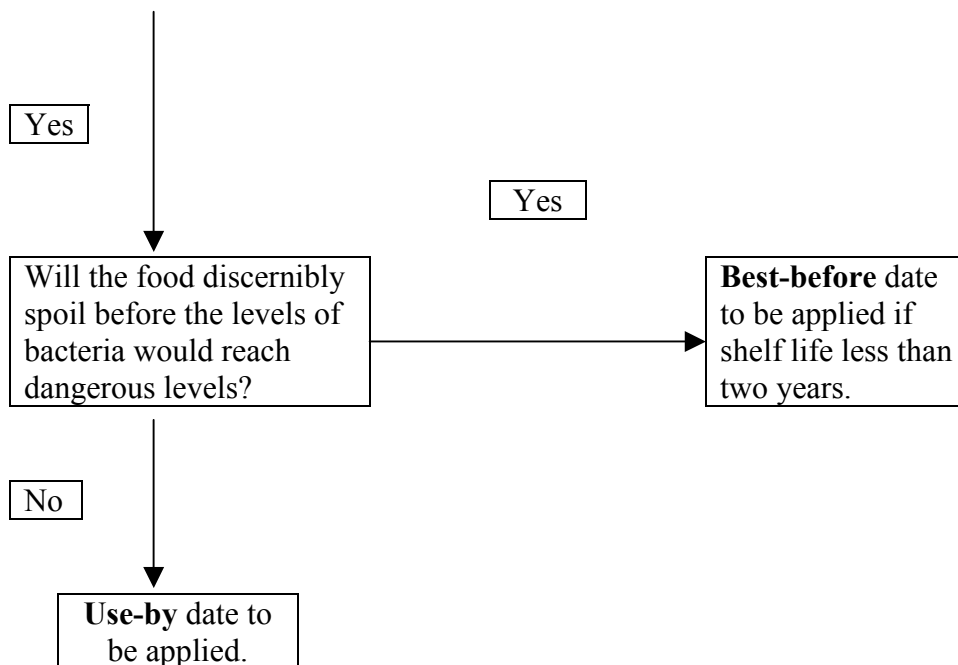 Yes
Yes
Will the food discernibly
spoil before the levels of
bacteria would reach
dangerous levels?
Best-before date
to be applied if
shelf life less than
two years.
No
Use-by date to
be applied.